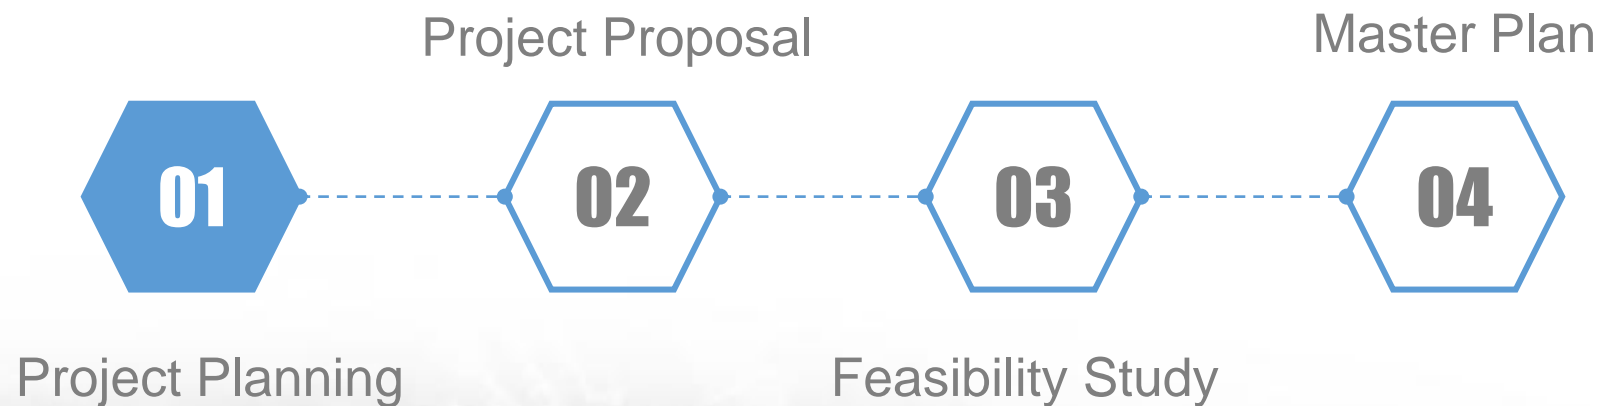 Project Proposal
Master Plan
01
02
03
04
Project Planning
Feasibility Study